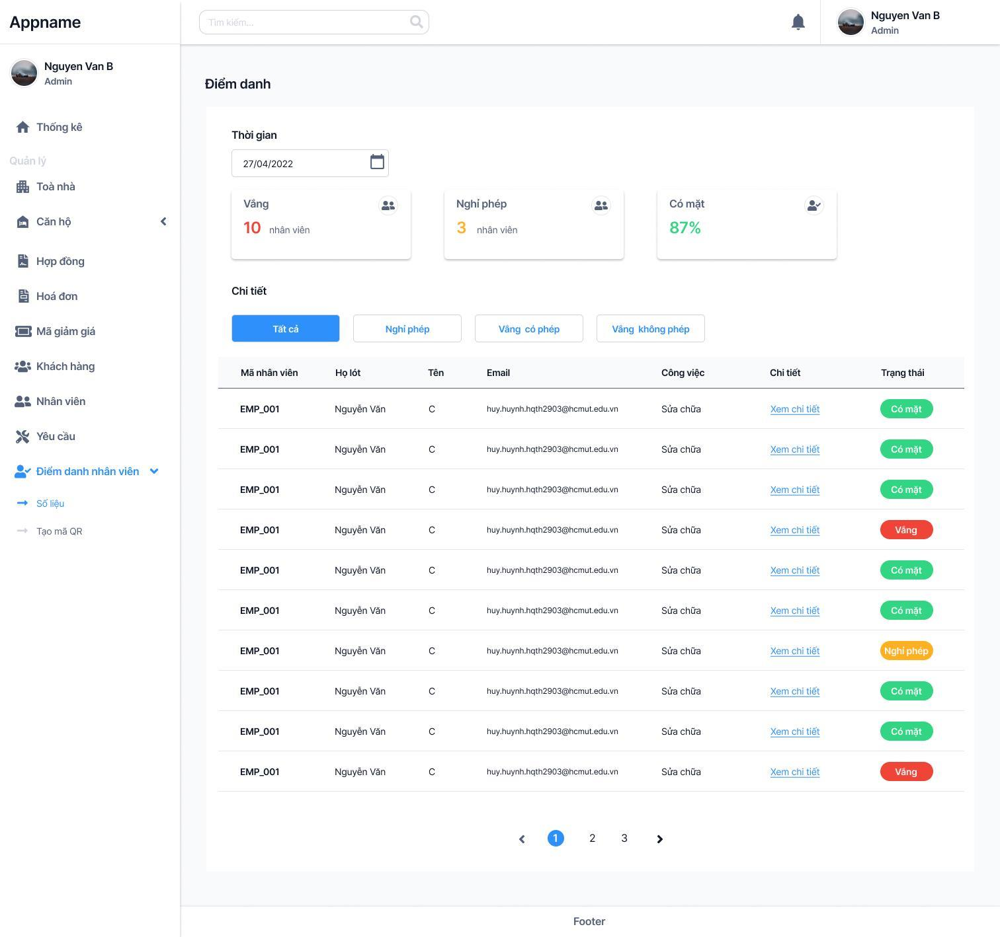 Appname
Nguyen Van B
Admin
Thống kê
Quản lý
Toà nhà
Căn hộ
Hợp đồng
Hoá đơn
Mã giảm giá
Khách hàng
Nhân viên
Yêu cầu
Điểm danh nhân viên
Số liệu
Tạo mã QR
Tìm kiếm...
Nguyen Van B
Admin
Điểm danh
Thời gian
27/04/2022
Vắng
10 nhân viên
Nghỉ phép
3 nhân viên
Có mặt
87%
Chi tiết
Tất cả Nghỉ phép Vắng có phép Vắng không phép
Mã nhân viên Họ lót Tên Email Công việc Chi tiết Trạng thái
EMP_001 Nguyễn Văn C huy.huynh.hqth2903@hcmut.edu.vn Sửa chữa Xem chi tiết Có mặt
EMP_001 Nguyễn Văn C huy.huynh.hqth2903@hcmut.edu.vn Sửa chữa Xem chi tiết Có mặt
EMP_001 Nguyễn Văn C huy.huynh.hqth2903@hcmut.edu.vn Sửa chữa Xem chi tiết Có mặt
EMP_001 Nguyễn Văn C huy.huynh.hqth2903@hcmut.edu.vn Sửa chữa Xem chi tiết Vắng
EMP_001 Nguyễn Văn C huy.huynh.hqth2903@hcmut.edu.vn Sửa chữa Xem chi tiết Có mặt
EMP_001 Nguyễn Văn C huy.huynh.hqth2903@hcmut.edu.vn Sửa chữa Xem chi tiết Có mặt
EMP_001 Nguyễn Văn C huy.huynh.hqth2903@hcmut.edu.vn Sửa chữa Xem chi tiết Nghỉ phép
EMP_001 Nguyễn Văn C huy.huynh.hqth2903@hcmut.edu.vn Sửa chữa Xem chi tiết Có mặt
EMP_001 Nguyễn Văn C huy.huynh.hqth2903@hcmut.edu.vn Sửa chữa Xem chi tiết Có mặt
EMP_001 Nguyễn Văn C huy.huynh.hqth2903@hcmut.edu.vn Sửa chữa Xem chi tiết Vắng
1 2 3
Footer